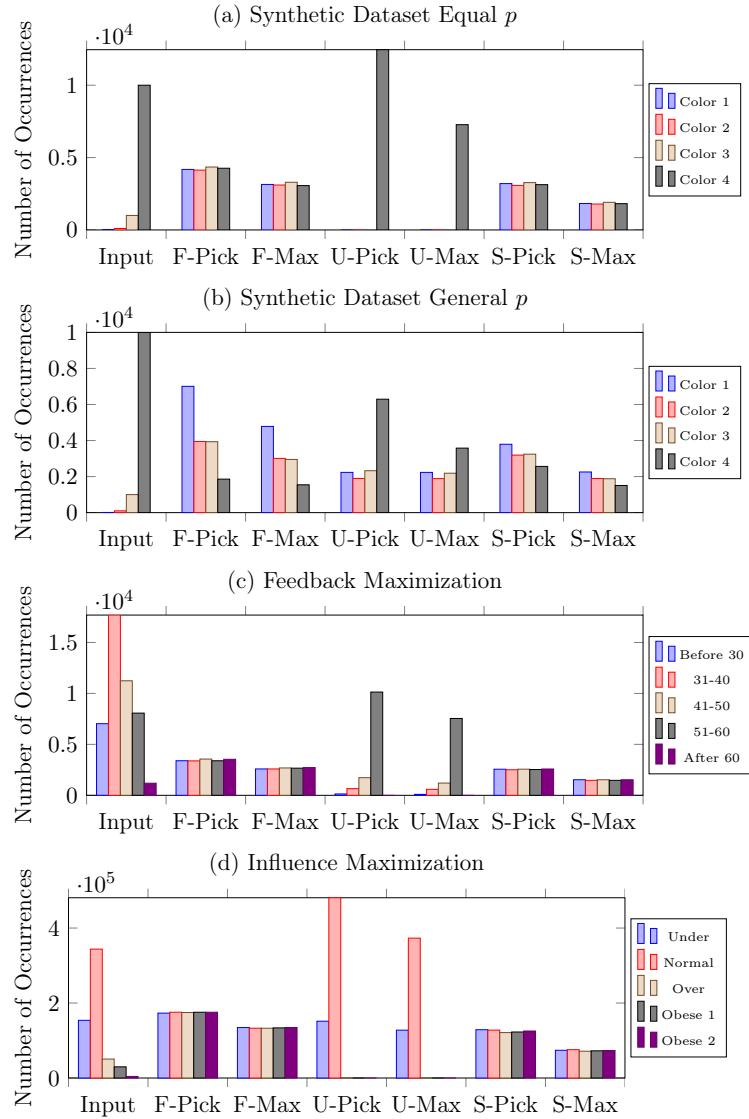 (a) Synthetic Dataset Equal p
·10^4
Number of Occurrences
1
0.5
0
Input F-Pick F-Max U-Pick U-Max S-Pick S-Max
Color 1
Color 2
Color 3
Color 4
(b) Synthetic Dataset General p
·10^4
Number of Occurrences
1
0.8
0.6
0.4
0.2
0
Input F-Pick F-Max U-Pick U-Max S-Pick S-Max
Color 1
Color 2
Color 3
Color 4
(c) Feedback Maximization
·10^4
Number of Occurrences
1.5
1
0.5
0
Input F-Pick F-Max U-Pick U-Max S-Pick S-Max
Before 30
31-40
41-50
51-60
After 60
(d) Influence Maximization
·10^5
Number of Occurrences
4
2
0
Input F-Pick F-Max U-Pick U-Max S-Pick S-Max
Under
Normal
Over
Obese 1
Obese 2